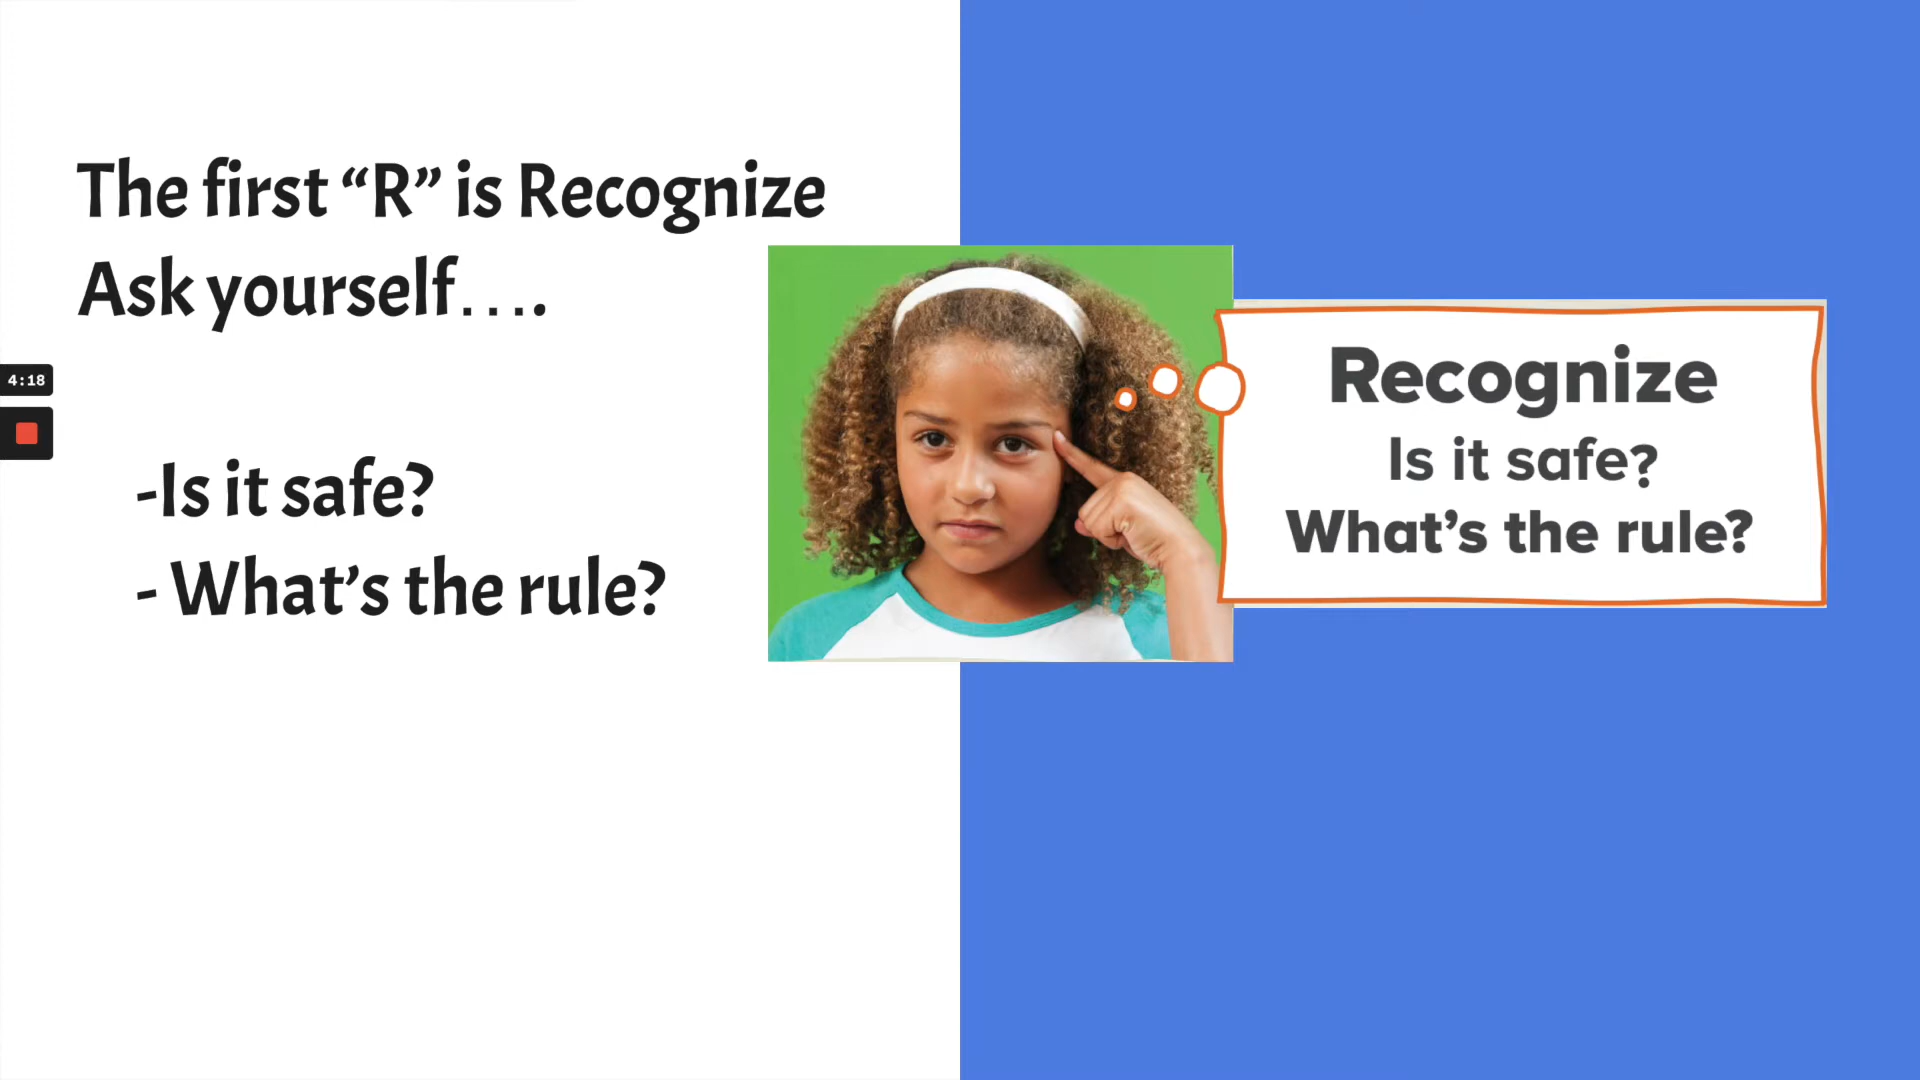 The first “R” is Recognize
Ask yourself….
-Is it safe?
- What’s the rule?
4:18
Recognize
Is it safe?
What’s the rule?